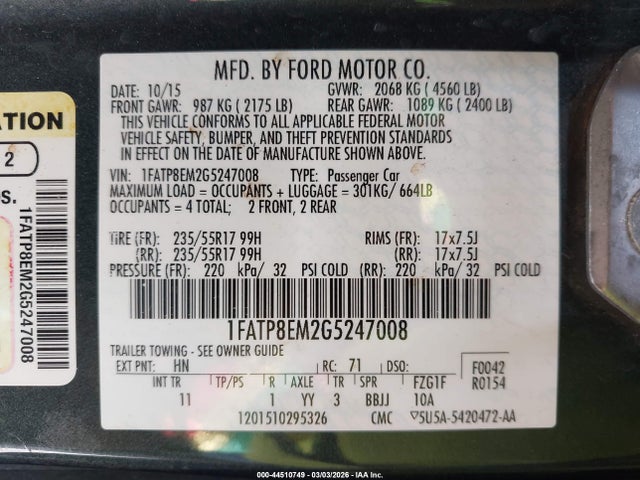 MFD. BY FORD MOTOR CO.
DATE: 10/15 GVWR: 2068 KG ( 4560 LB)
FRONT GAWR: 987 KG ( 2175 LB) REAR GAWR: 1089 KG ( 2400 LB)
THIS VEHICLE CONFORMS TO ALL APPLICABLE FEDERAL MOTOR
VEHICLE SAFETY, BUMPER, AND THEFT PREVENTION STANDARDS
IN EFFECT ON THE DATE OF MANUFACTURE SHOWN ABOVE.
VIN: 1FATP8EM2G5247008 TYPE: Passenger Car
MAXIMUM LOAD = OCCUPANTS + LUGGAGE = 301KG/ 664LB
OCCUPANTS = 4 TOTAL; 2 FRONT, 2 REAR
TIRE (FR): 235/55R17 99H RIMS (FR): 17x7.5J
(RR): 235/55R17 99H (RR): 17x7.5J
PRESSURE (FR): 220 kPa/ 32 PSI COLD (RR): 220 kPa/ 32 PSI COLD
1FATP8EM2G5247008
TRAILER TOWING - SEE OWNER GUIDE
EXT PNT: HN RC: 71 DSO: F0042
R0154
INT TR TP/PS R AXLE TR SPR FZG1F
11 1 YY 3 BBJJ 10A
1201510295326 CMC 5U5A-5420472-AA
ATION
2
S.
1FATP8EM2G5247008
000-44510749 - 03/03/2026 - IAA Inc.